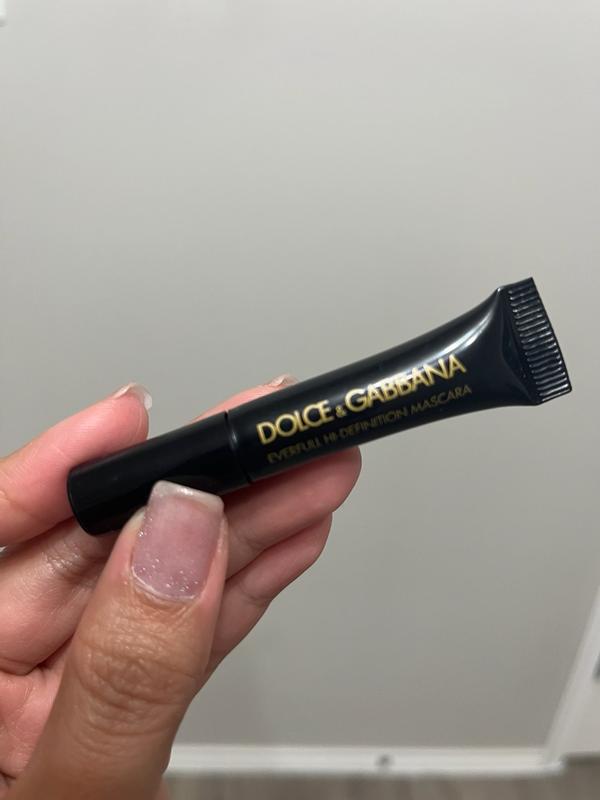 DOLCE & GABBANA
EVERFULL HI-DEFINITION MASCARA